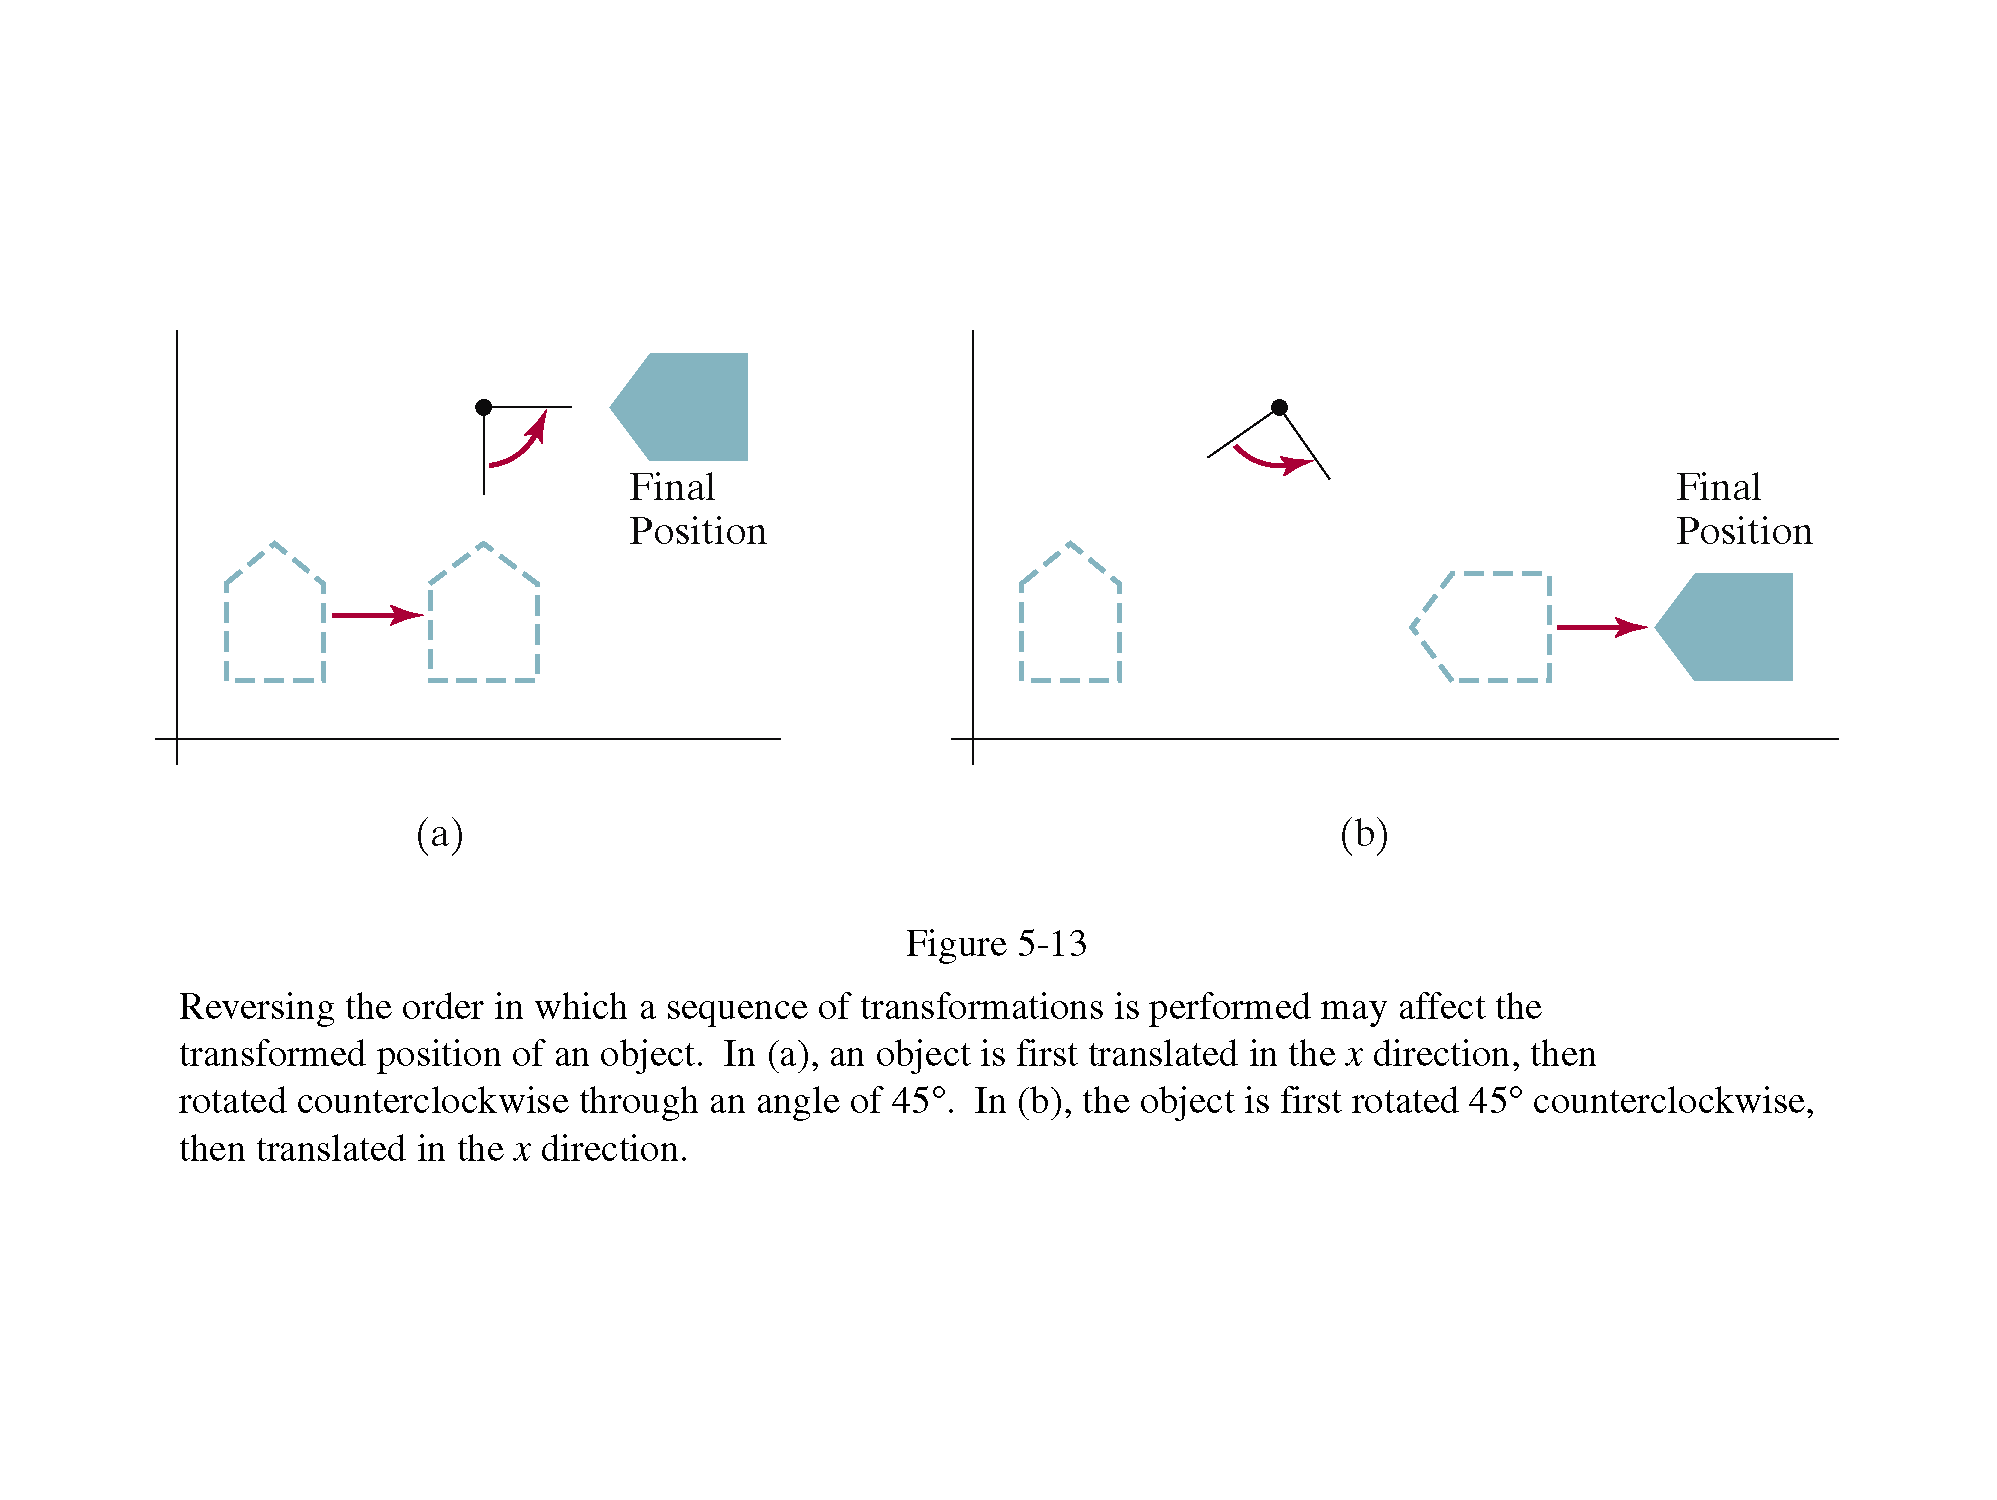 Final
Position
Final
Position
(a)
(b)
Figure 5-13
Reversing the order in which a sequence of transformations is performed may affect the
transformed position of an object.  In (a), an object is first translated in the x direction, then
rotated counterclockwise through an angle of 45°.  In (b), the object is first rotated 45° counterclockwise,
then translated in the x direction.